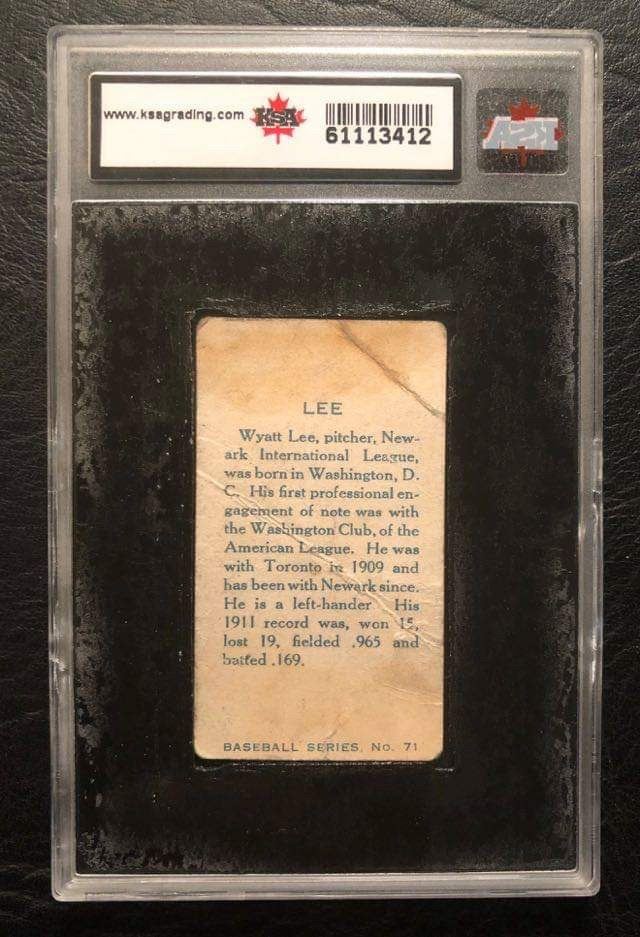 www.ksagrading.com KSA
61113412
KSA
LEE
Wyatt Lee, pitcher, New-
ark International League,
was born in Washington, D.
C. His first professional en-
gagement of note was with
the Washington Club, of the
American League. He was
with Toronto in 1909 and
has been with Newark since.
He is a left-hander His
1911 record was, won 15,
lost 19, fielded .965 and
batted .169.
BASEBALL SERIES, No. 71